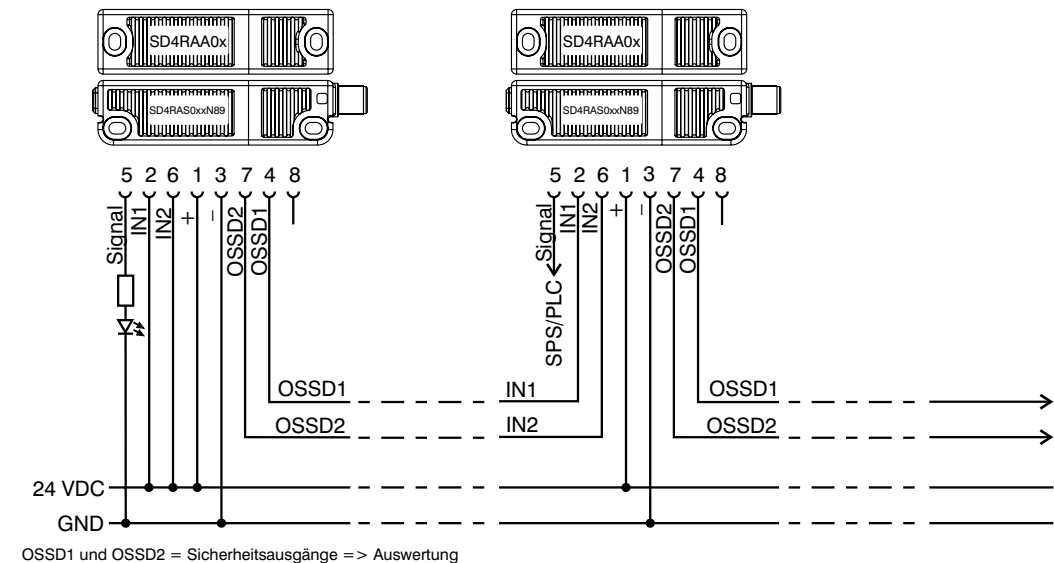 SD4RAA0x SD4RAA0x
SD4RAS0xxN89 SD4RAS0xxN89
5 2 6 1 3 7 4 8 5 2 6 1 3 7 4 8
Signal IN1 IN2 + – OSSD2 OSSD1 Signal IN1 IN2 + – OSSD2 OSSD1
SPS/PLC
OSSD1 IN1 OSSD1
OSSD2 IN2 OSSD2
24 VDC
GND
OSSD1 und OSSD2 = Sicherheitsausgänge => Auswertung